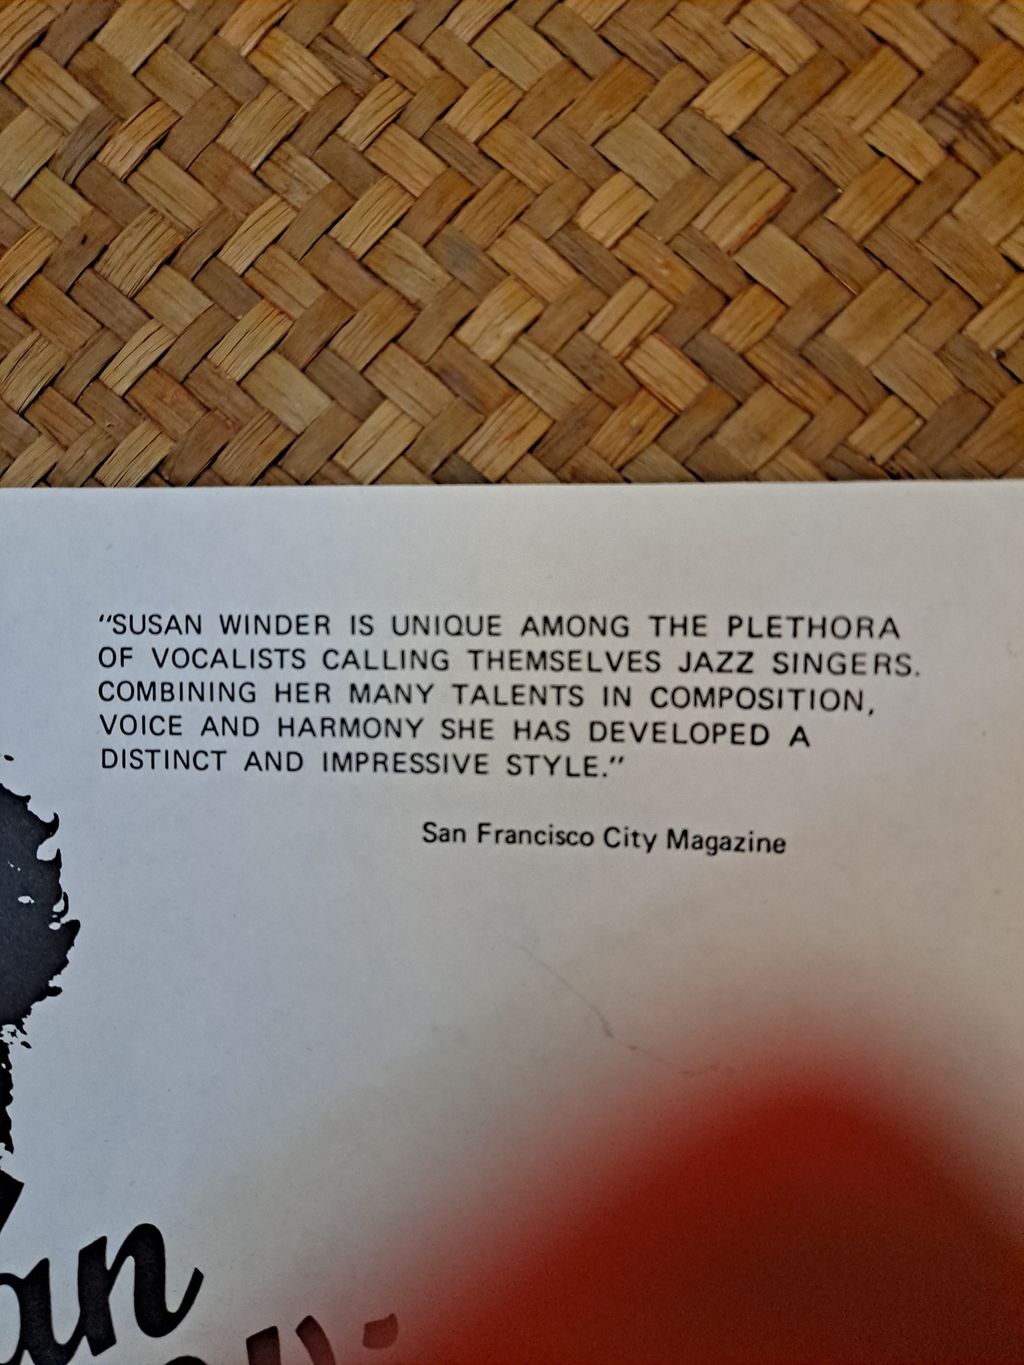 "SUSAN WINDER IS UNIQUE AMONG THE PLETHORA
OF VOCALISTS CALLING THEMSELVES JAZZ SINGERS.
COMBINING HER MANY TALENTS IN COMPOSITION,
VOICE AND HARMONY SHE HAS DEVELOPED A
DISTINCT AND IMPRESSIVE STYLE."
San Francisco City Magazine
an